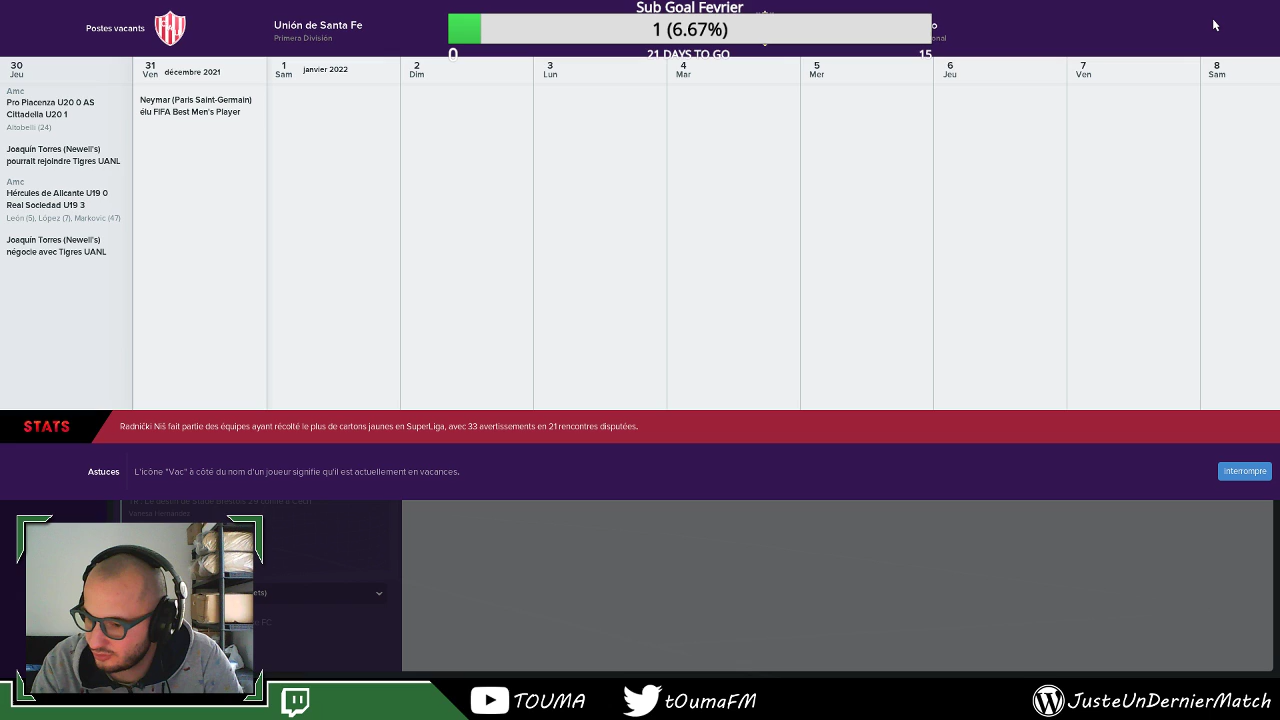 Sub Goal Fevrier
Postes vacants
Unión de Santa Fe
Primera División
1 (6.67%)
0
21 DAYS TO GO
15
30
Jeu
31
Ven
décembre 2021
1
Sam
janvier 2022
2
Dim
3
Lun
4
Mar
5
Mer
6
Jeu
7
Ven
8
Sam
Amc
Pro Piacenza U20 0 AS
Cittadella U20 1
Altobelli (24)
Joaquín Torres (Newell's)
pourrait rejoindre Tigres UANL
Amc
Hércules de Alicante U19 0
Real Sociedad U19 3
León (5), López (7), Markovic (47)
Joaquín Torres (Newell's)
négocie avec Tigres UANL
Neymar (Paris Saint-Germain)
élu FIFA Best Men's Player
STATS
Radnički Niš fait partie des équipes ayant récolté le plus de cartons jaunes en SuperLiga, avec 33 avertissements en 21 rencontres disputées.
Astuces
L'icône "Vac" à côté du nom d'un joueur signifie qu'il est actuellement en vacances.
Interrompre
TOUMA
tOumaFM
JusteUnDernierMatch